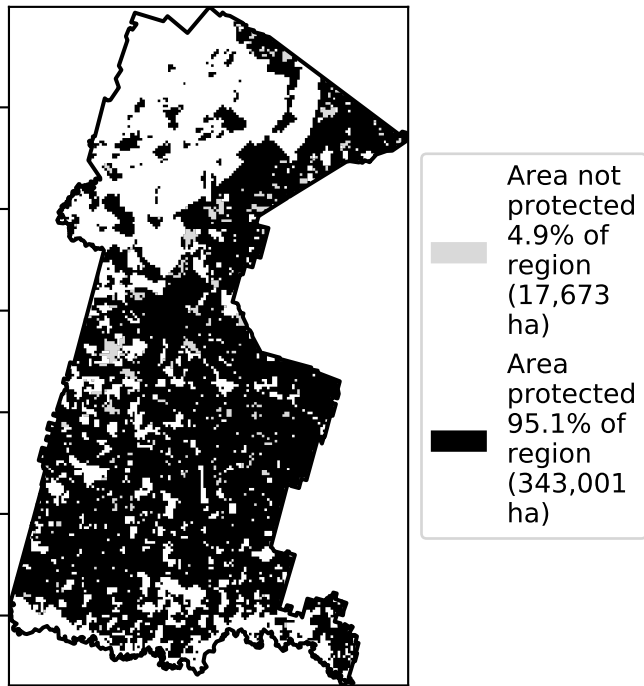 Area not
protected
4.9% of
region
(17,673
ha)
Area
protected
95.1% of
region
(343,001
ha)